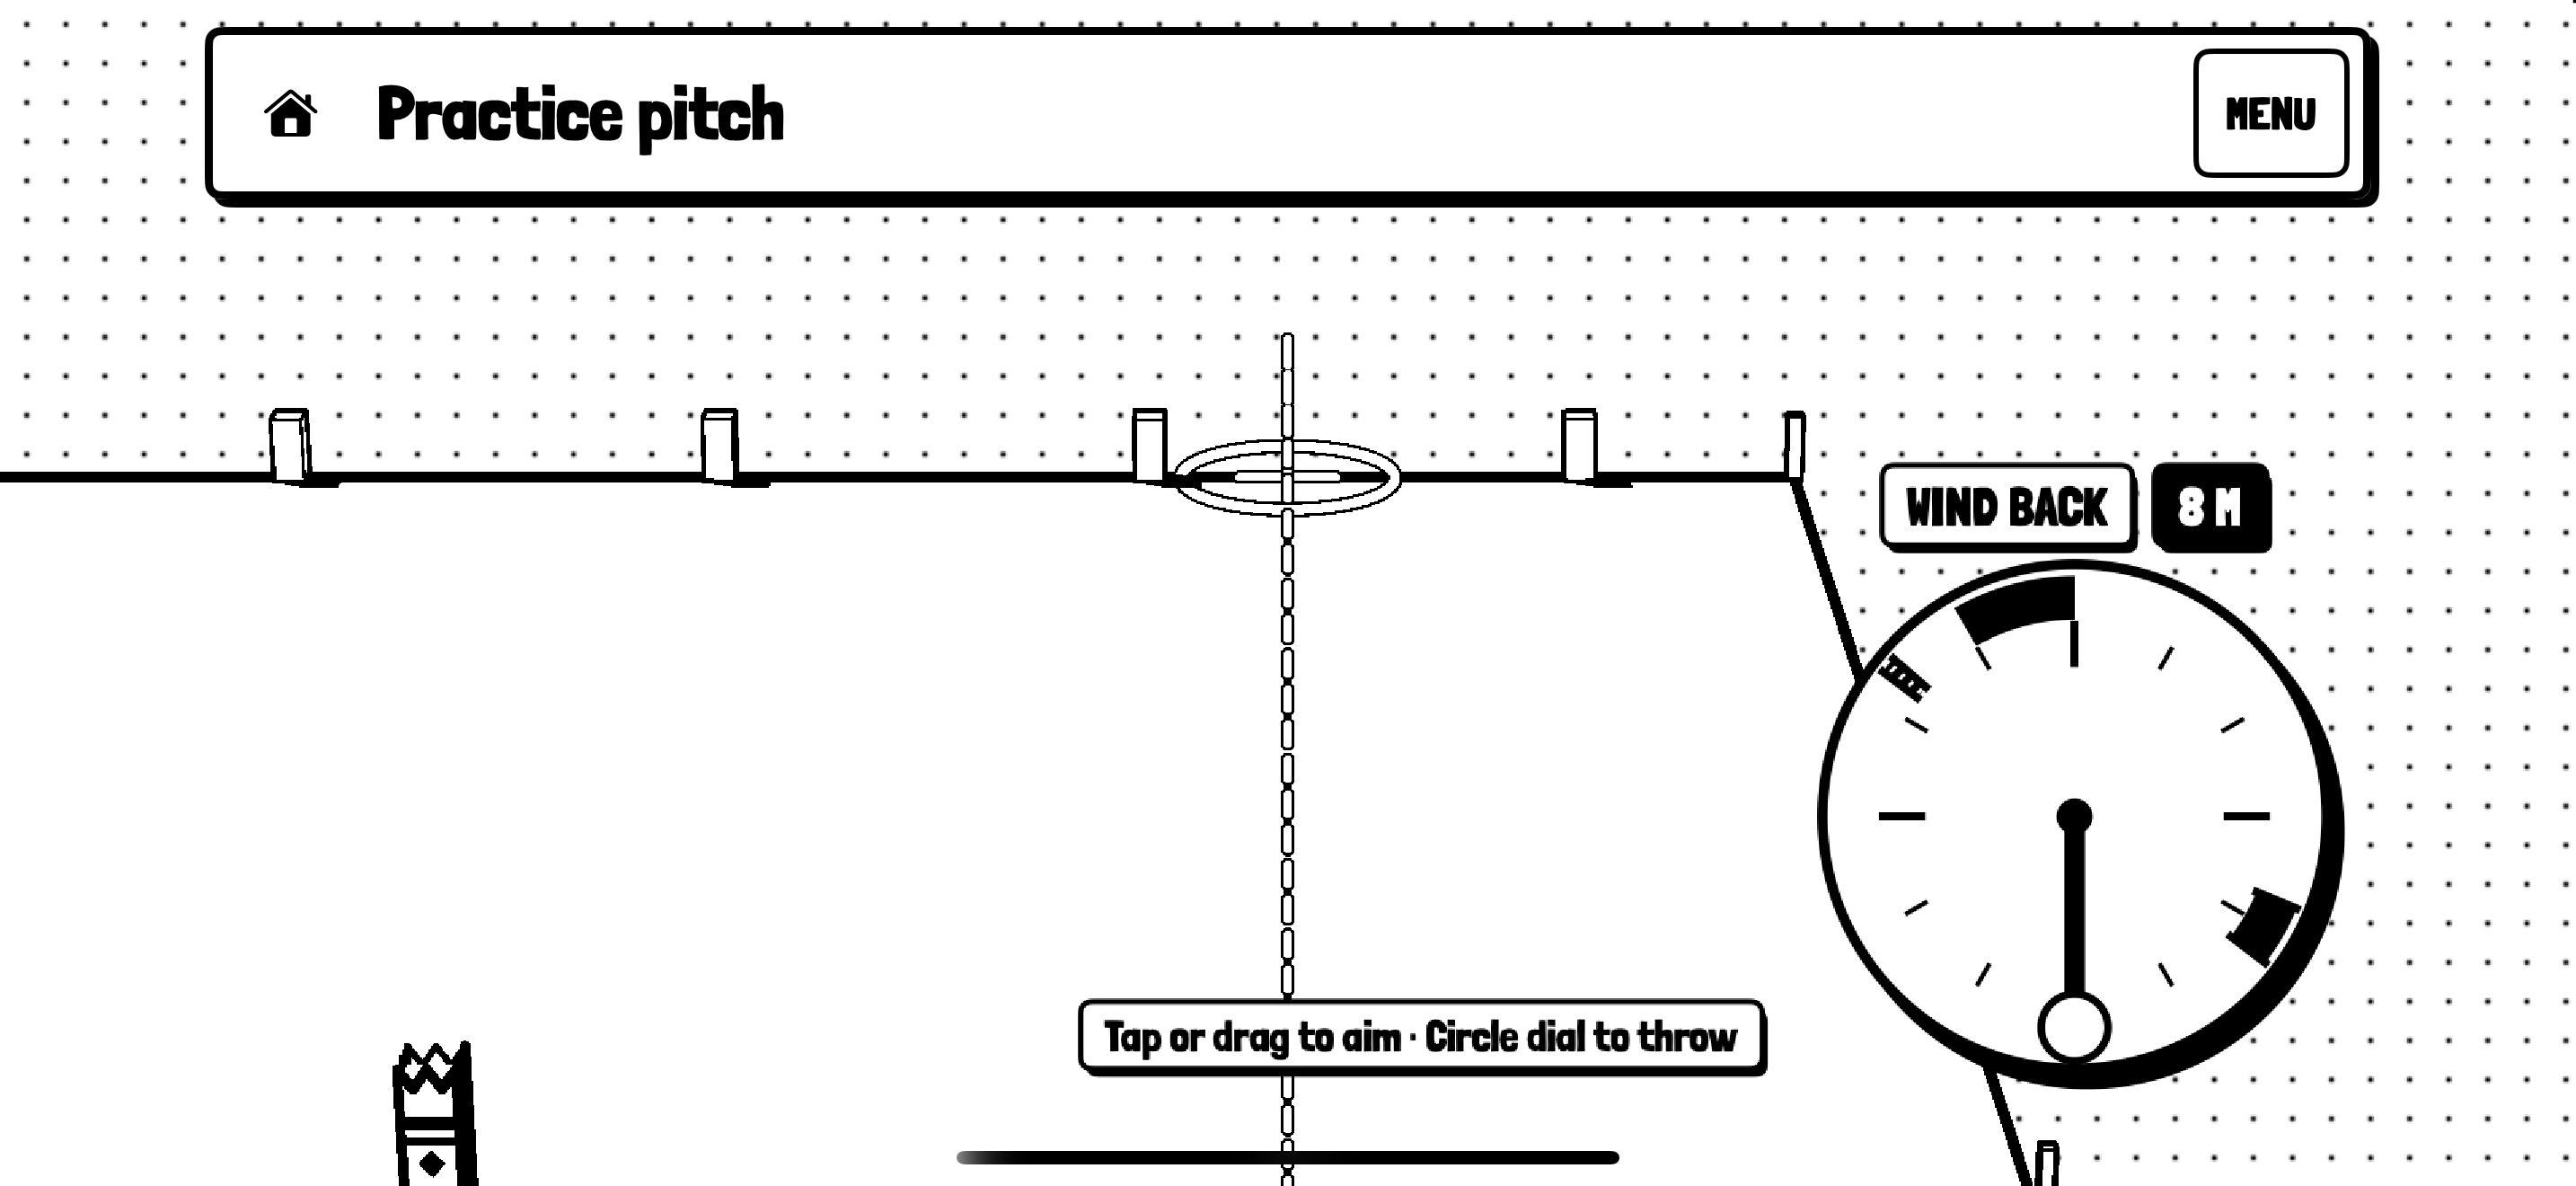 Practice pitch
MENU
WIND BACK
8 M
Tap or drag to aim · Circle dial to throw